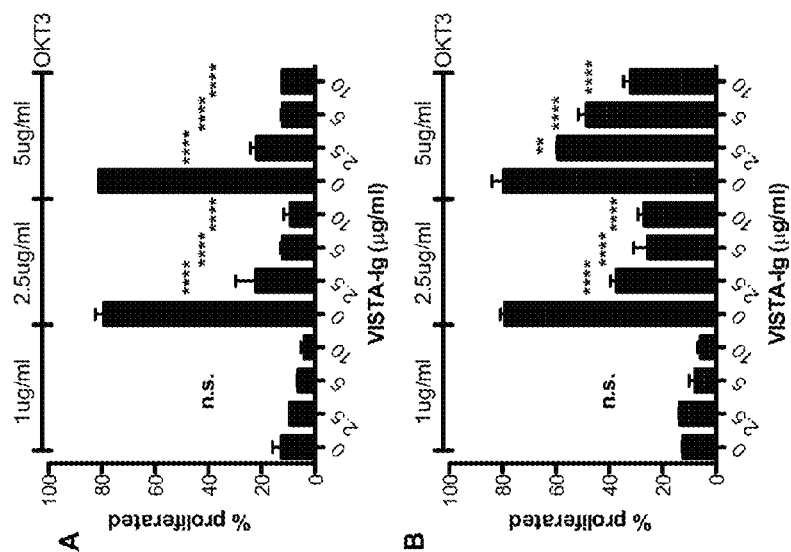 A
1ug/ml 2.5ug/ml 5ug/ml OKT3
% proliferated
100
80
60
40
20
0
n.s.
**** **** ****
**** **** ****
0 2.5 5 10 0 2.5 5 10 0 2.5 5 10
VISTA-Ig (µg/ml)
B
1ug/ml 2.5ug/ml 5ug/ml OKT3
% proliferated
100
80
60
40
20
0
n.s.
**** **** ****
** **** ****
0 2.5 5 10 0 2.5 5 10 0 2.5 5 10
VISTA-Ig (µg/ml)